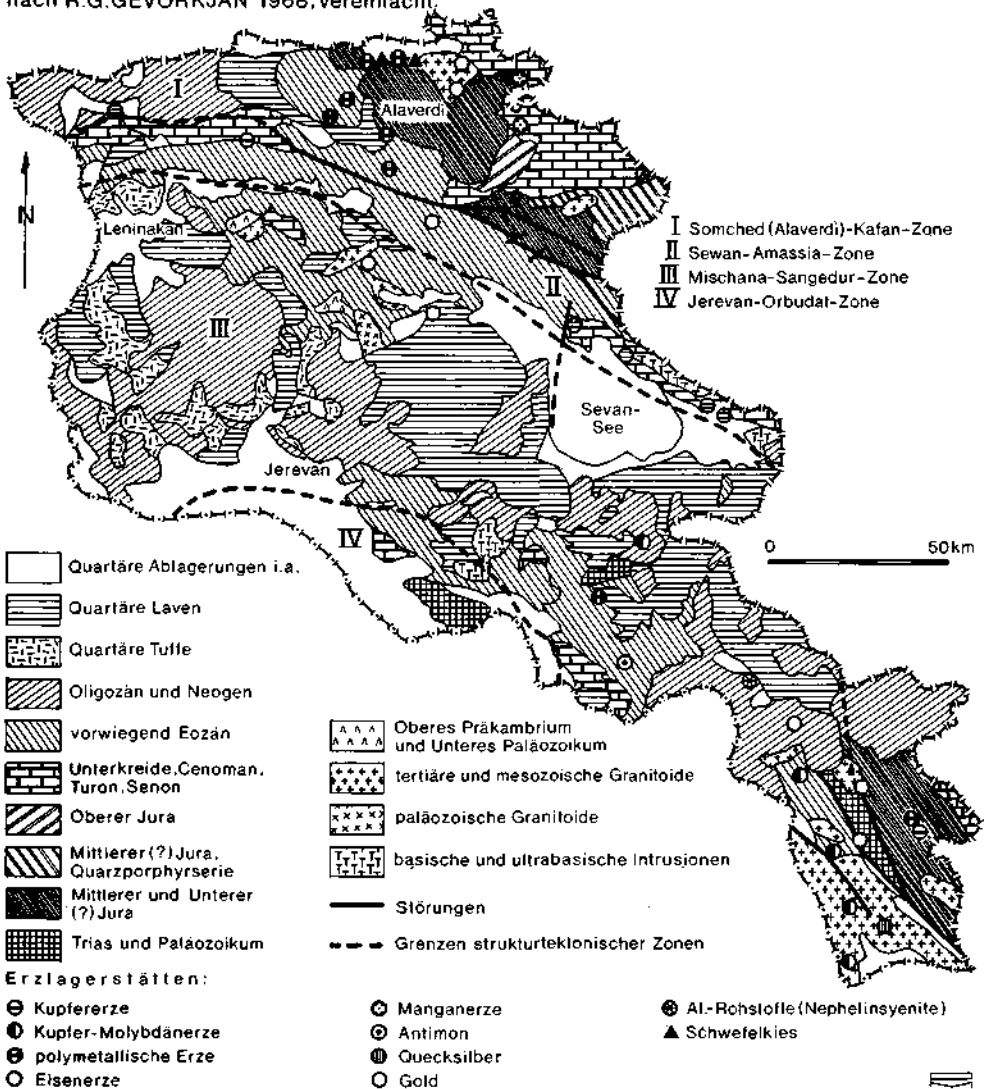 nach R.G.GEVORKJAN 1968, vereinfacht.
I
Alaverdi
N
Leninakan
I Somched (Alaverdi)-Kafan-Zone
II Sewan-Amassia-Zone
III Mischana-Sangedur-Zone
IV Jerevan-Orbudat-Zone
II
III
Sevan-
See
Jerevan
IV
0 50km
Quartäre Ablagerungen i.a.
Quartäre Laven
Quartäre Tuffe
Oligozän und Neogen
vorwiegend Eozän
Unterkreide, Cenoman,
Turon, Senon
Oberer Jura
Mittlerer (?) Jura,
Quarzporphyrserie
Mittlerer und Unterer
(?) Jura
Trias und Paläozoikum
Oberes Präkambrium
und Unteres Paläozoikum
tertiäre und mesozoische Granitoide
paläozoische Granitoide
basische und ultrabasische Intrusionen
Störungen
Grenzen strukturtektonischer Zonen
Erzlagerstätten:
Kupfererze
Kupfer-Molybdänerze
polymetallische Erze
Eisenerze
Manganerze
Antimon
Quecksilber
Gold
Al.-Rohstoffe (Nephelinsyenite)
Schwefelkies